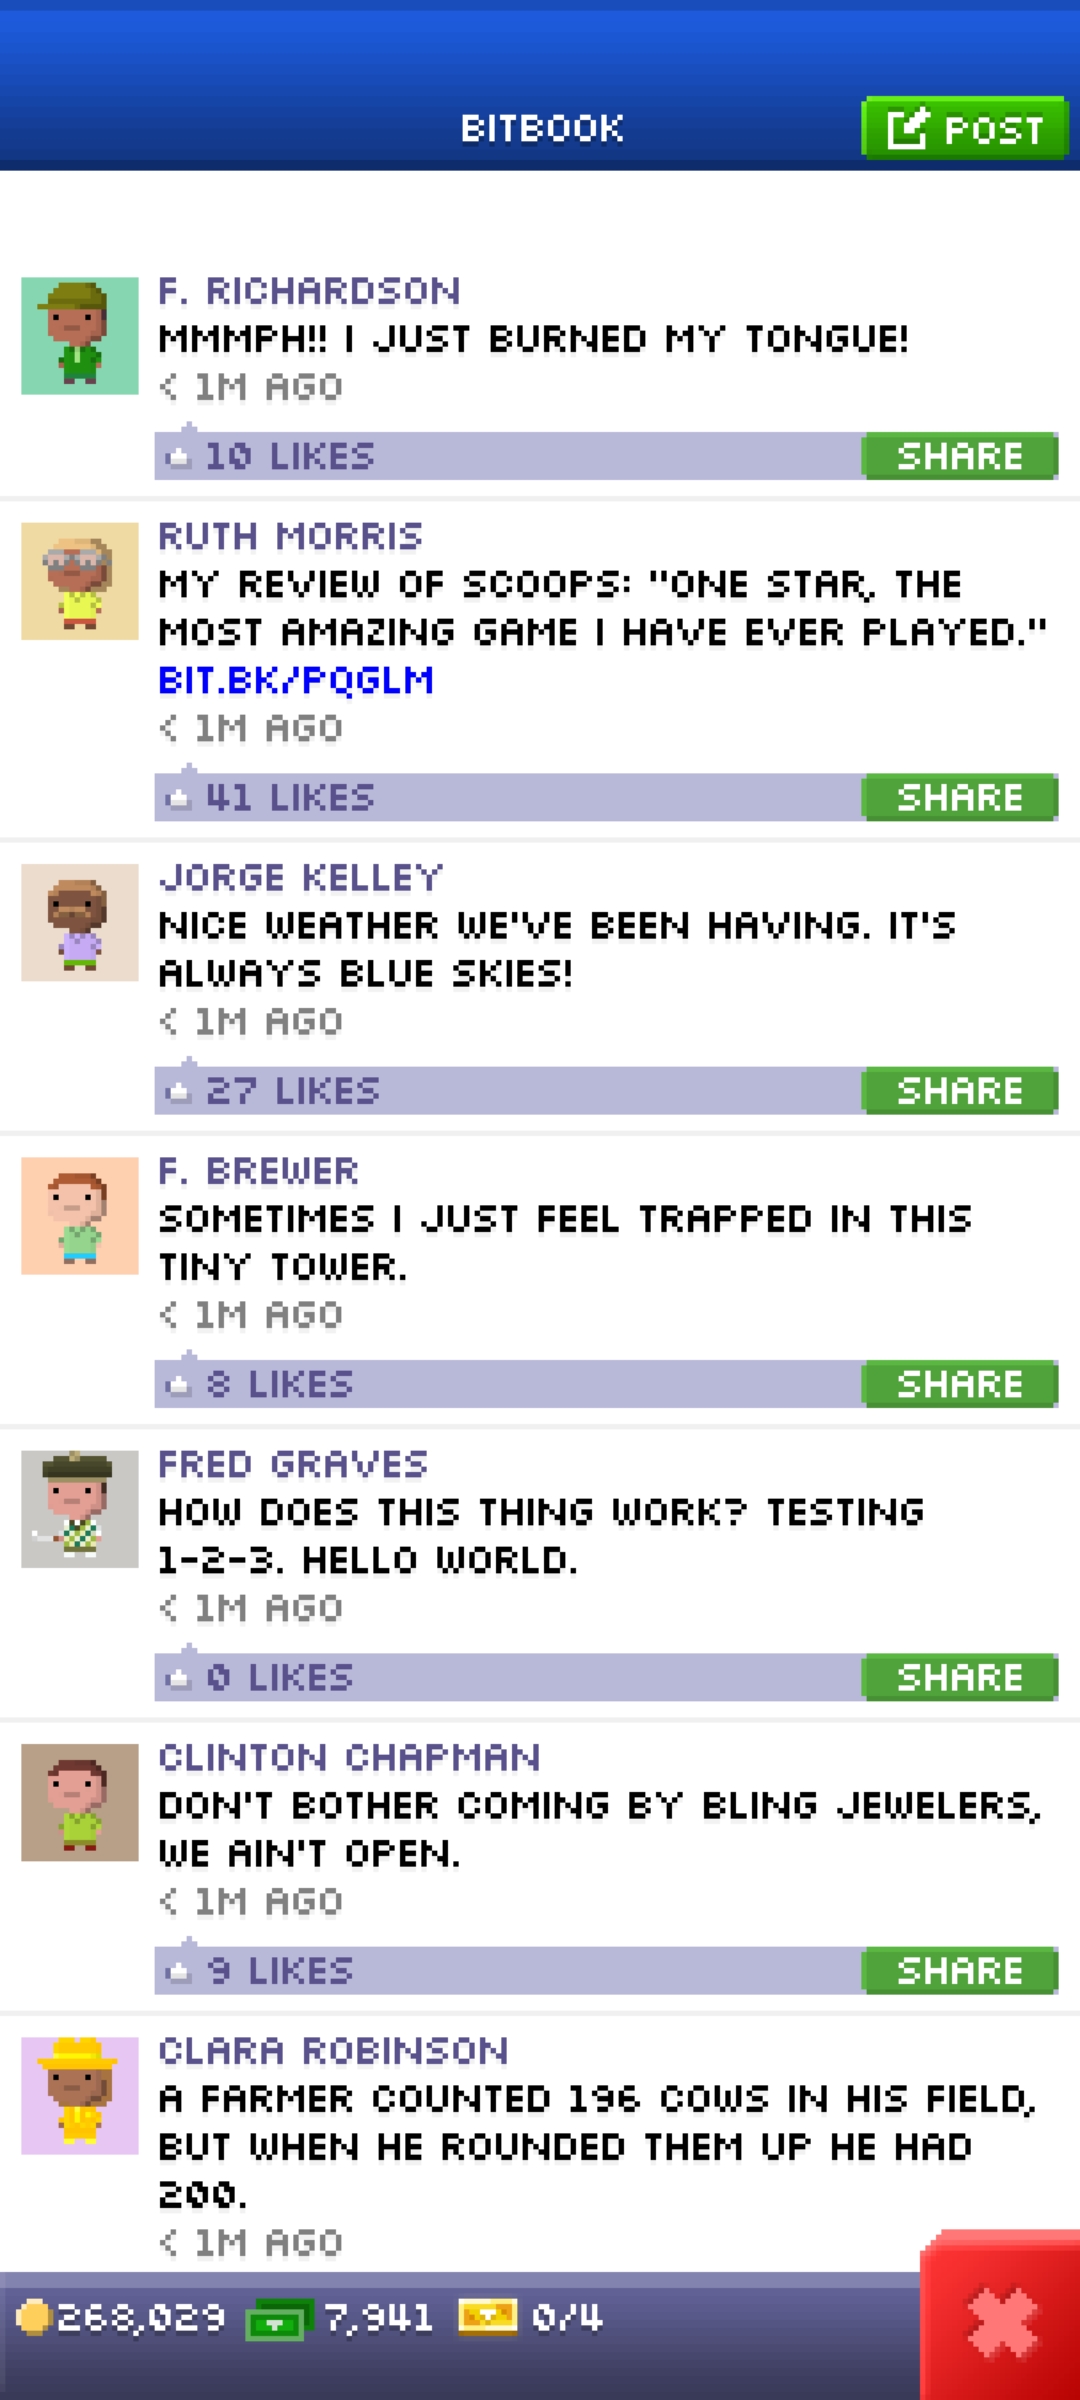 BITBOOK
POST
F. RICHARDSON
MMMPH!! I JUST BURNED MY TONGUE!
< 1M AGO
10 LIKES
SHARE
RUTH MORRIS
MY REVIEW OF SCOOPS: "ONE STAR, THE
MOST AMAZING GAME I HAVE EVER PLAYED."
BIT.BK/PQGLM
< 1M AGO
41 LIKES
SHARE
JORGE KELLEY
NICE WEATHER WE'VE BEEN HAVING. IT'S
ALWAYS BLUE SKIES!
< 1M AGO
27 LIKES
SHARE
F. BREWER
SOMETIMES I JUST FEEL TRAPPED IN THIS
TINY TOWER.
< 1M AGO
8 LIKES
SHARE
FRED GRAVES
HOW DOES THIS THING WORK? TESTING
1-2-3. HELLO WORLD.
< 1M AGO
0 LIKES
SHARE
CLINTON CHAPMAN
DON'T BOTHER COMING BY BLING JEWELERS,
WE AIN'T OPEN.
< 1M AGO
9 LIKES
SHARE
CLARA ROBINSON
A FARMER COUNTED 196 COWS IN HIS FIELD,
BUT WHEN HE ROUNDED THEM UP HE HAD
200.
< 1M AGO
268,029 7,941 0/4